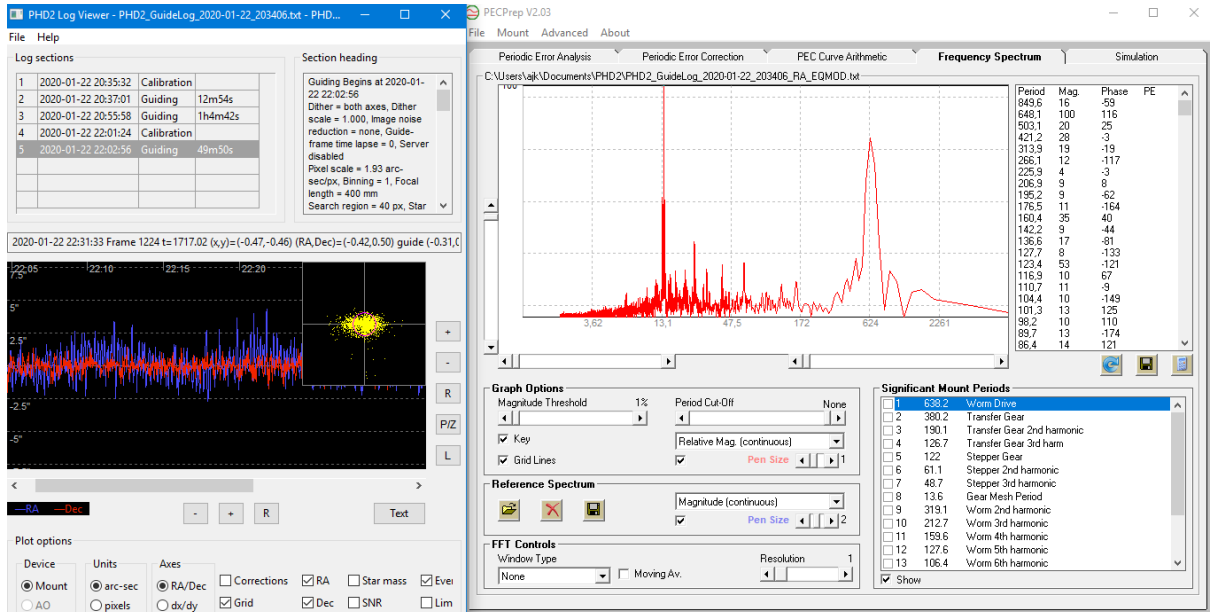 PHD2 Log Viewer - PHD2_GuideLog_2020-01-22_203406.txt - PHD...
File Help
Log sections
1 2020-01-22 20:35:32 Calibration
2 2020-01-22 20:37:01 Guiding 12m54s
3 2020-01-22 20:55:58 Guiding 1h4m42s
4 2020-01-22 22:01:24 Calibration
5 2020-01-22 22:02:56 Guiding 49m50s
Section heading
Guiding Begins at 2020-01-
22 22:02:56
Dither = both axes, Dither
scale = 1.000, Image noise
reduction = none, Guide-
frame time lapse = 0, Server
disabled
Pixel scale = 1.93 arc-
sec/px, Binning = 1, Focal
length = 400 mm
Search region = 40 px, Star
2020-01-22 22:31:33 Frame 1224 t=1717.02 (x,y)=(-0.47,-0.46) (RA,Dec)=(-0.42,0.50) guide (-0.31,0
22:05 22:10 22:15 22:20
7.5"
5"
2.5"
-2.5"
-5"
+
-
R
P/Z
L
RA Dec
- + R Text
Plot options
Device Units Axes
Mount arc-sec RA/Dec Corrections RA Star mass Ever
AO pixels dx/dy Grid Dec SNR Lim
PECPrep V2.03
File Mount Advanced About
Periodic Error Analysis Periodic Error Correction PEC Curve Arithmetic Frequency Spectrum Simulation
C:\Users\ajk\Documents\PHD2\PHD2_GuideLog_2020-01-22_203406_RA_EQMOD.txt
100
3,62 13,1 47,5 172 624 2261
Period Mag. Phase PE
849,6 16 -59
648,1 100 116
503,1 20 25
421,2 28 -3
313,9 19 -19
266,1 12 -117
225,9 4 -3
206,9 9 8
195,2 9 -62
176,5 11 -164
160,4 35 40
142,2 9 -44
136,6 17 -81
127,7 8 -133
123,4 53 -121
116,9 10 67
110,7 11 -9
104,4 10 -149
101,3 13 125
98,2 10 110
89,7 13 -174
86,4 14 121
Graph Options
Magnitude Threshold 1% Period Cut-Off None
Key Relative Mag. (continuous)
Grid Lines Pen Size 1
Reference Spectrum
Magnitude (continuous)
Pen Size 2
FFT Controls
Window Type Resolution 1
None Moving Av.
Significant Mount Periods
1 638.2 Worm Drive
2 380.2 Transfer Gear
3 190.1 Transfer Gear 2nd harmonic
4 126.7 Transfer Gear 3rd harm
5 122 Stepper Gear
6 61.1 Stepper 2nd harmonic
7 48.7 Stepper 3rd harmonic
8 13.6 Gear Mesh Period
9 319.1 Worm 2nd harmonic
10 212.7 Worm 3rd harmonic
11 159.6 Worm 4th harmonic
12 127.6 Worm 5th harmonic
13 106.4 Worm 6th harmonic
Show